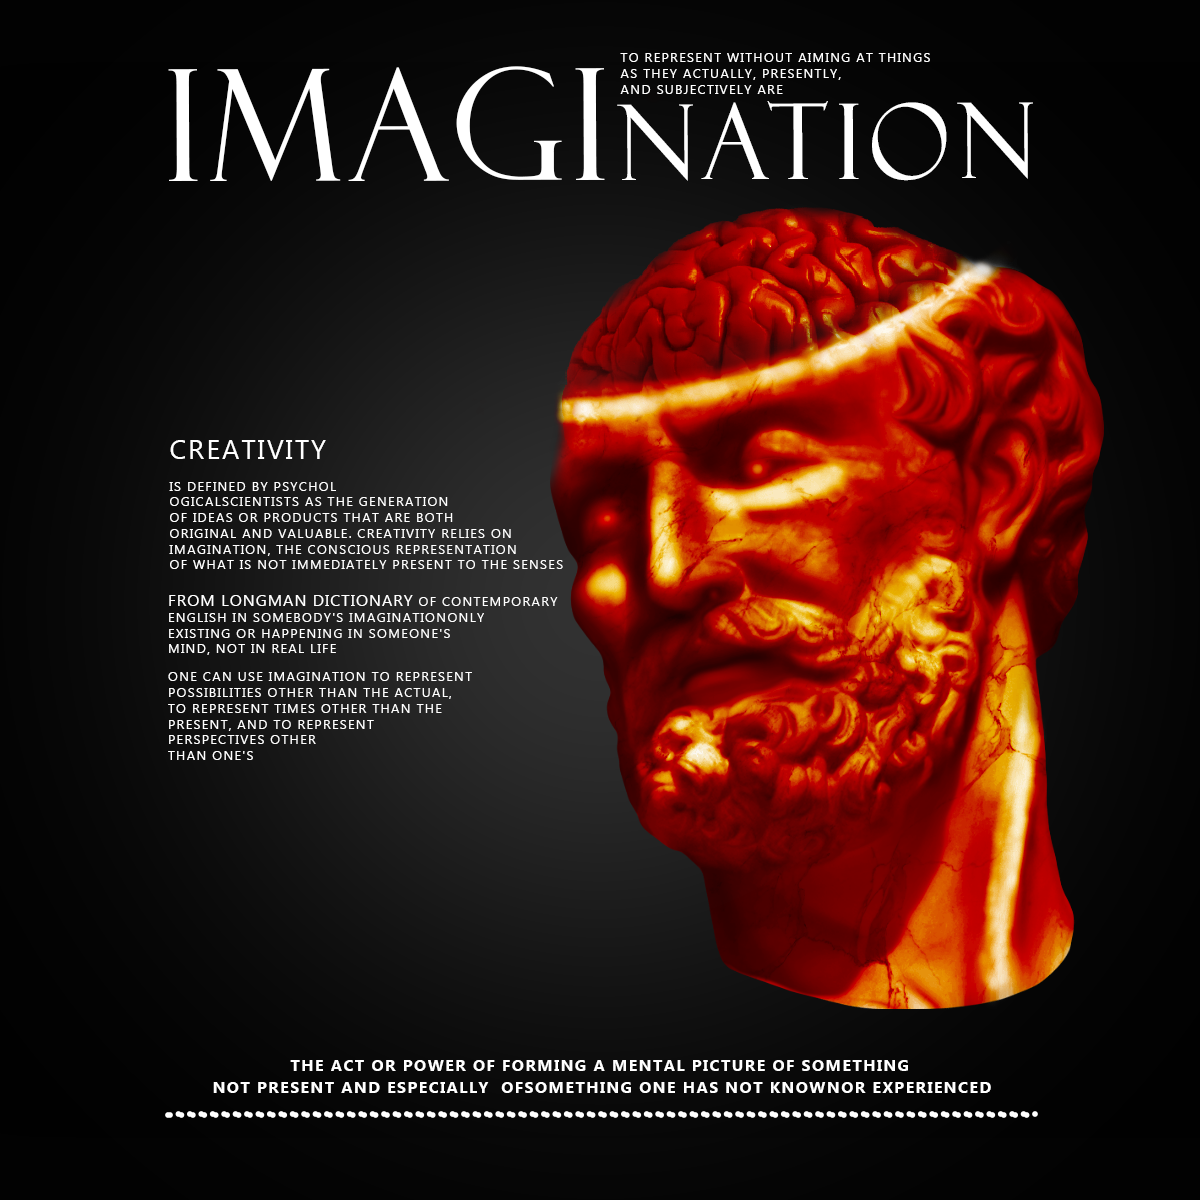 TO REPRESENT WITHOUT AIMING AT THINGS
AS THEY ACTUALLY, PRESENTLY,
AND SUBJECTIVELY ARE
IMAGINATION
CREATIVITY
IS DEFINED BY PSYCHOL
OGICALSCIENTISTS AS THE GENERATION
OF IDEAS OR PRODUCTS THAT ARE BOTH
ORIGINAL AND VALUABLE. CREATIVITY RELIES ON
IMAGINATION, THE CONSCIOUS REPRESENTATION
OF WHAT IS NOT IMMEDIATELY PRESENT TO THE SENSES
FROM LONGMAN DICTIONARY OF CONTEMPORARY
ENGLISH IN SOMEBODY'S IMAGINATIONONLY
EXISTING OR HAPPENING IN SOMEONE'S
MIND, NOT IN REAL LIFE
ONE CAN USE IMAGINATION TO REPRESENT
POSSIBILITIES OTHER THAN THE ACTUAL,
TO REPRESENT TIMES OTHER THAN THE
PRESENT, AND TO REPRESENT
PERSPECTIVES OTHER
THAN ONE'S
THE ACT OR POWER OF FORMING A MENTAL PICTURE OF SOMETHING
NOT PRESENT AND ESPECIALLY  OFSOMETHING ONE HAS NOT KNOWNOR EXPERIENCED